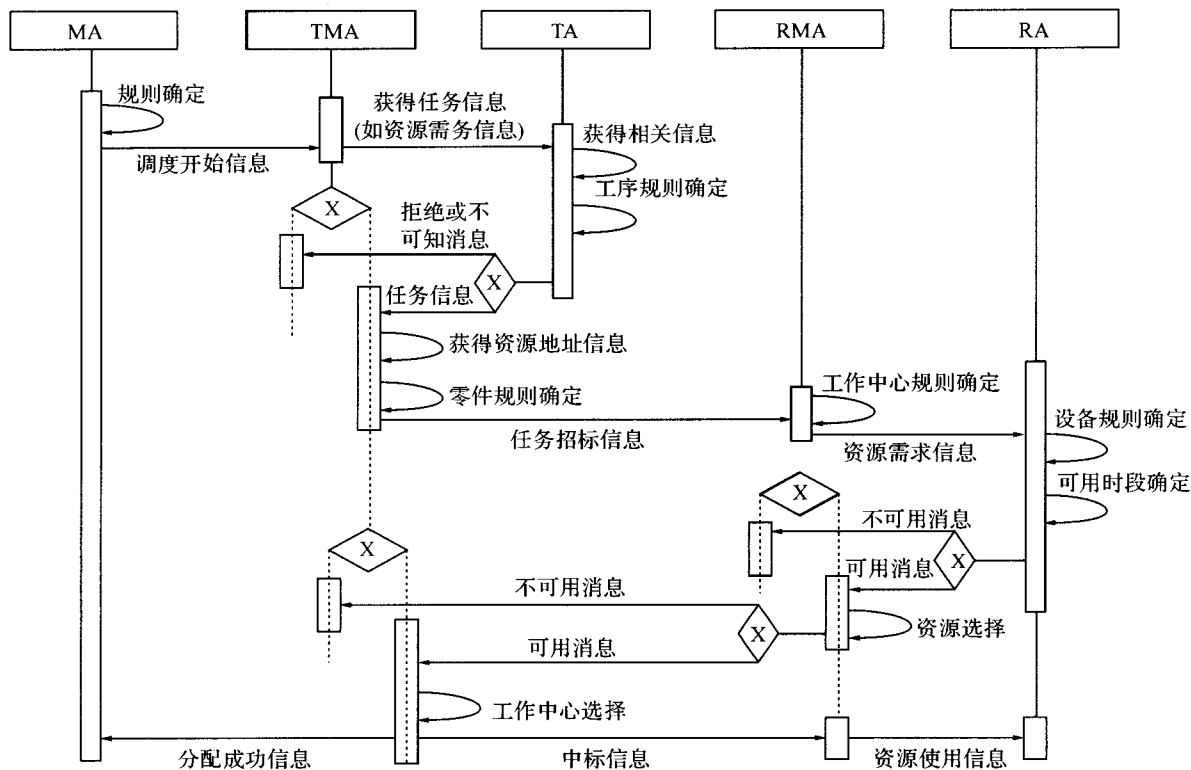 MA
TMA
TA
RMA
RA
规则确定
调度开始信息
获得任务信息
(如资源需务信息)
获得相关信息
工序规则确定
X
拒绝或不
可知消息
X
任务信息
获得资源地址信息
零件规则确定
任务招标信息
工作中心规则确定
资源需求信息
设备规则确定
可用时段确定
X
不可用消息
X
可用消息
X
不可用消息
X
资源选择
可用消息
工作中心选择
分配成功信息
中标信息
资源使用信息